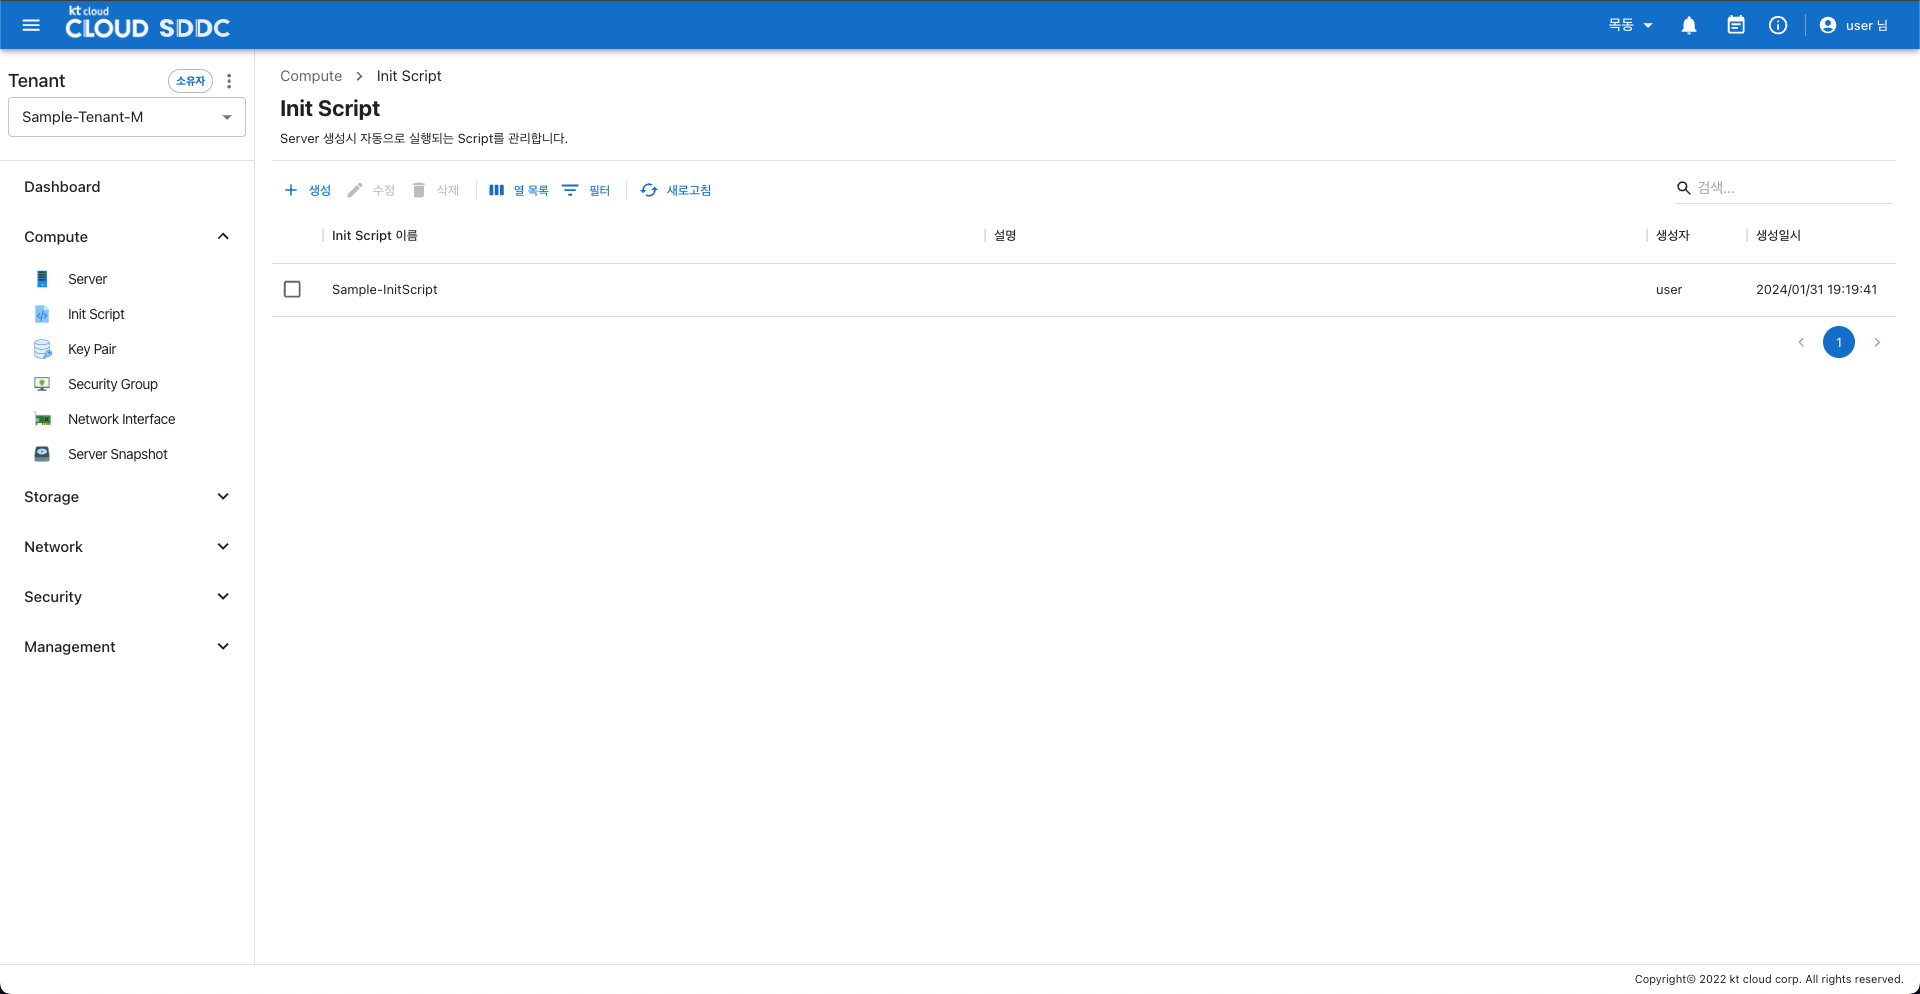 kt cloud
CLOUD SDDC
목동
user 님
Tenant
소유자
Sample-Tenant-M
Dashboard
Compute
Server
Init Script
Key Pair
Security Group
Network Interface
Server Snapshot
Storage
Network
Security
Management
Compute > Init Script
Init Script
Server 생성시 자동으로 실행되는 Script를 관리합니다.
생성 수정 삭제 열 목록 필터 새로고침 검색...
Init Script 이름 설명 생성자 생성일시
Sample-InitScript user 2024/01/31 19:19:41
1
Copyright© 2022 kt cloud corp. All rights reserved.